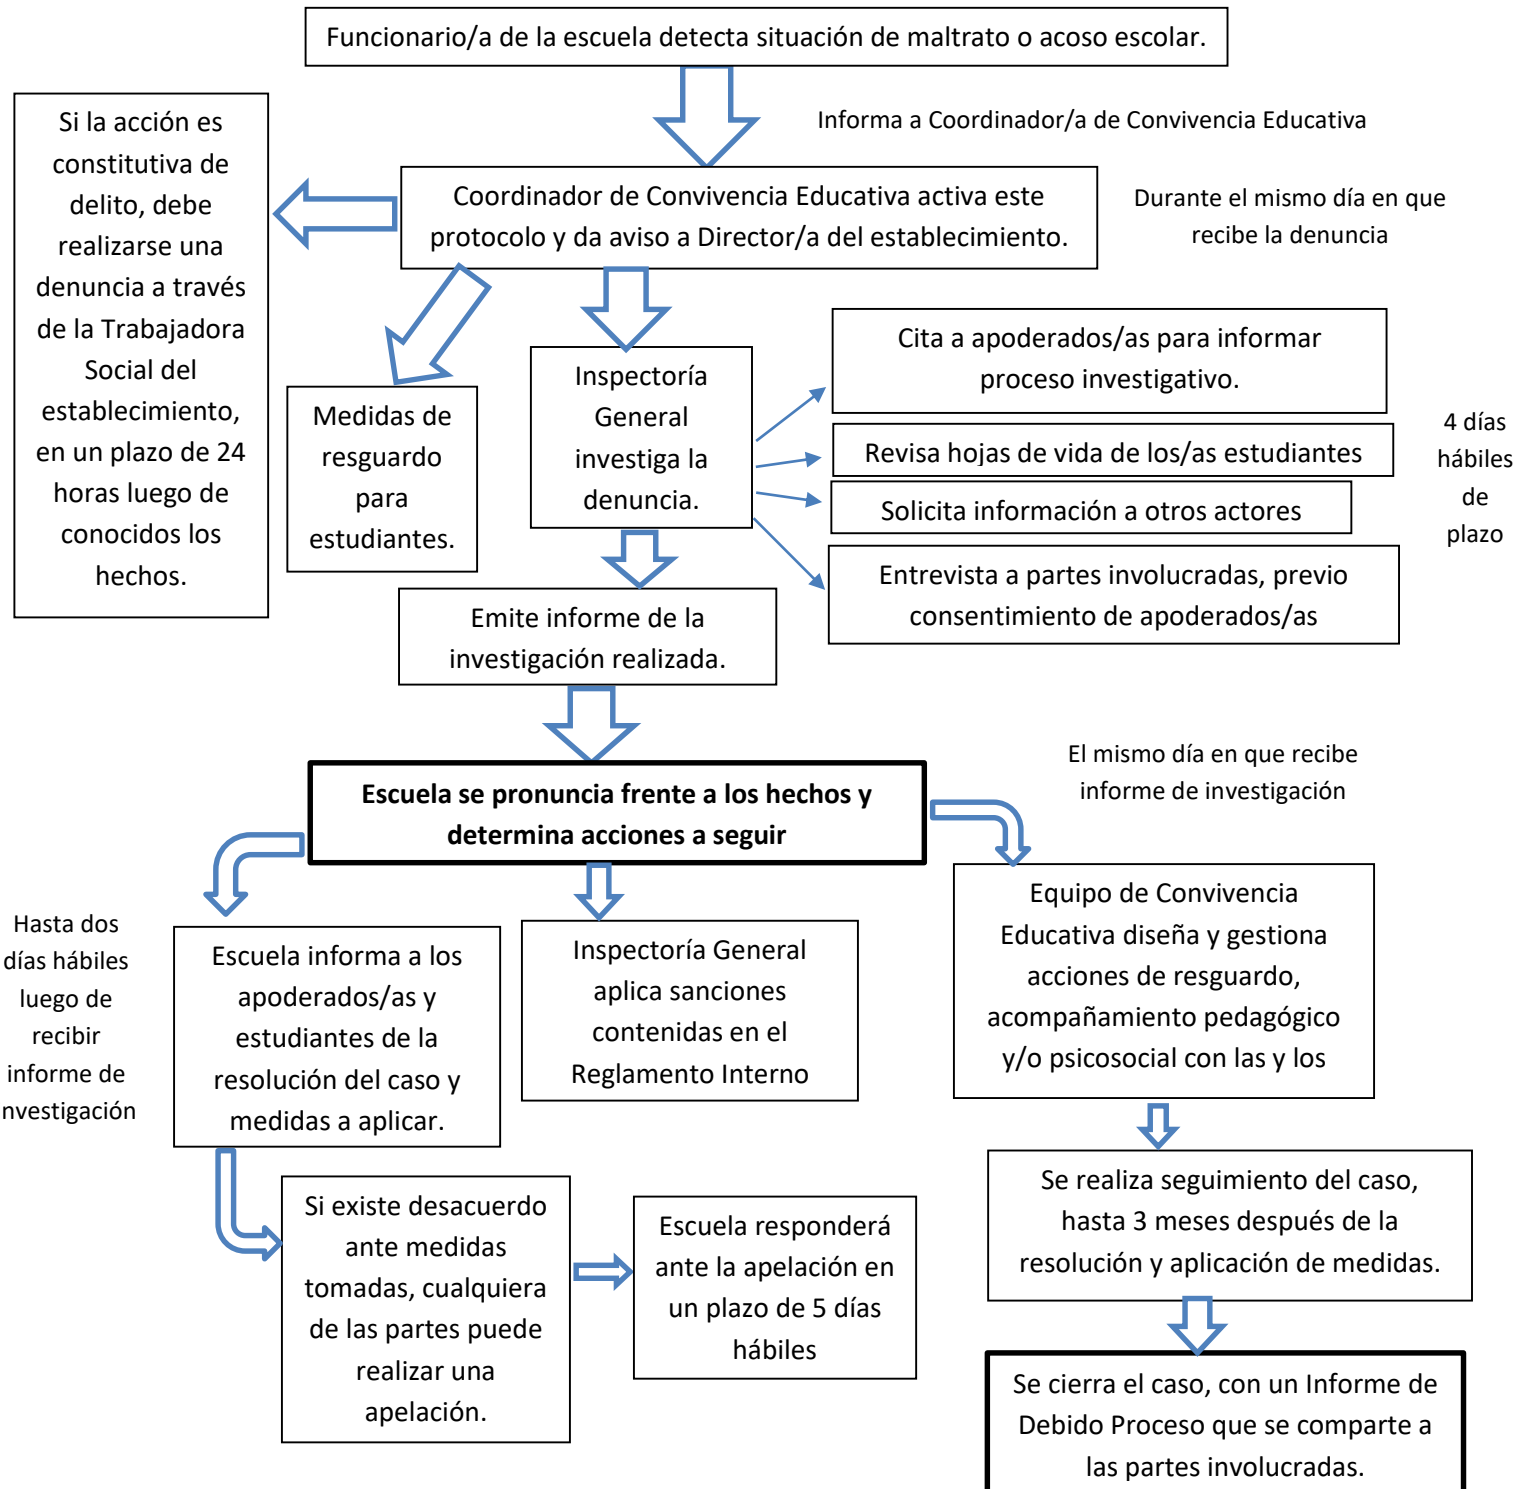 Funcionario/a de la escuela detecta situación de maltrato o acoso escolar.
Informa a Coordinador/a de Convivencia Educativa
Si la acción es
constitutiva de
delito, debe
realizarse una
denuncia a través
de la Trabajadora
Social del
establecimiento,
en un plazo de 24
horas luego de
conocidos los
hechos.
Coordinador de Convivencia Educativa activa este
protocolo y da aviso a Director/a del establecimiento.
Durante el mismo día en que
recibe la denuncia
Medidas de
resguardo
para
estudiantes.
Inspectoría
General
investiga la
denuncia.
Cita a apoderados/as para informar
proceso investigativo.
Revisa hojas de vida de los/as estudiantes
Solicita información a otros actores
Entrevista a partes involucradas, previo
consentimiento de apoderados/as
4 días
hábiles
de
plazo
Emite informe de la
investigación realizada.
Escuela se pronuncia frente a los hechos y
determina acciones a seguir
El mismo día en que recibe
informe de investigación
Hasta dos
días hábiles
luego de
recibir
informe de
nvestigación
Escuela informa a los
apoderados/as y
estudiantes de la
resolución del caso y
medidas a aplicar.
Inspectoría General
aplica sanciones
contenidas en el
Reglamento Interno
Equipo de Convivencia
Educativa diseña y gestiona
acciones de resguardo,
acompañamiento pedagógico
y/o psicosocial con las y los
Si existe desacuerdo
ante medidas
tomadas, cualquiera
de las partes puede
realizar una
apelación.
Escuela responderá
ante la apelación en
un plazo de 5 días
hábiles
Se realiza seguimiento del caso,
hasta 3 meses después de la
resolución y aplicación de medidas.
Se cierra el caso, con un Informe de
Debido Proceso que se comparte a
las partes involucradas.